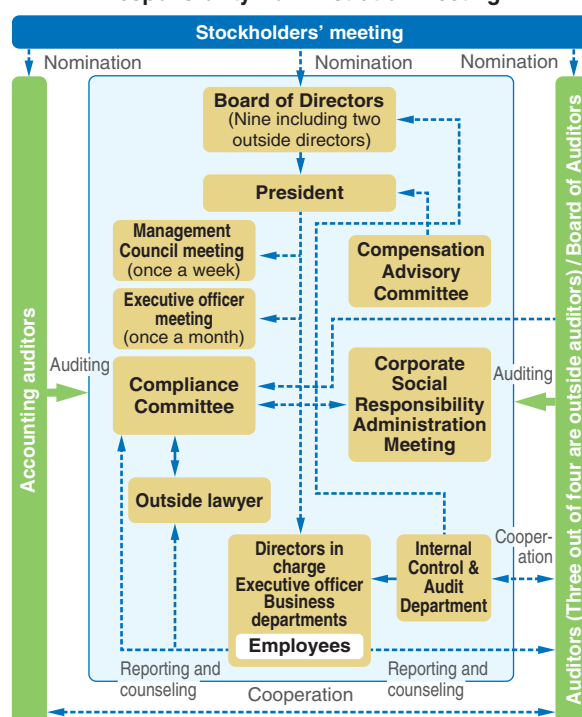 Stockholders' meeting
Nomination
Nomination
Nomination
Board of Directors
(Nine including two
outside directors)
President
Management
Council meeting
(once a week)
Compensation
Advisory
Committee
Executive officer
meeting
(once a month)
Auditing
Compliance
Committee
Corporate
Social
Responsibility
Administration
Meeting
Auditing
Accounting auditors
Auditors (Three out of four are outside auditors) / Board of Auditors
Outside lawyer
Directors in
charge
Executive officer
Business
departments
Employees
Internal
Control &
Audit
Department
Cooper-
ation
Reporting and
counseling
Reporting and
counseling
Cooperation